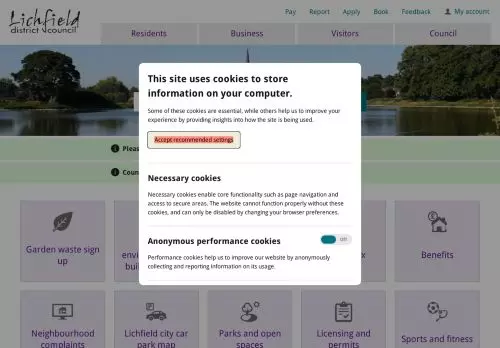 Lichfield
district council
Pay Report Apply Book Feedback My account
Residents Business Visitors Council
This site uses cookies to store
information on your computer.
Some of these cookies are essential, while others help us to improve your
experience by providing insights into how the site is being used.
Accept recommended settings
Pleas
Coun
Necessary cookies
Necessary cookies enable core functionality such as page navigation and
access to secure areas. The website cannot function properly without these
cookies, and can only be disabled by changing your browser preferences.
Anonymous performance cookies
Off
Performance cookies help us to improve our website by anonymously
collecting and reporting information on its usage.
Garden waste sign
up
envi
buil
x
Benefits
Neighbourhood
complaints
Lichfield city car
park map
Parks and open
spaces
Licensing and
permits
Sports and fitness